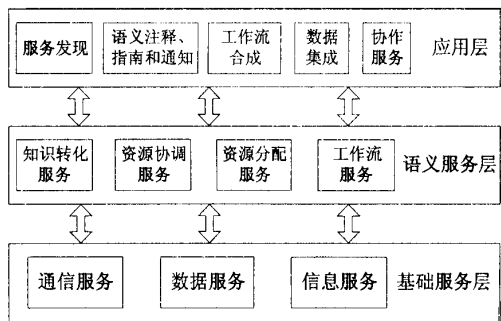 服务发现
语义注释、
指南和通知
工作流
合成
数据
集成
协作
服务
应用层
知识转化
服务
资源协调
服务
资源分配
服务
工作流
服务
语义服务层
通信服务
数据服务
信息服务
基础服务层